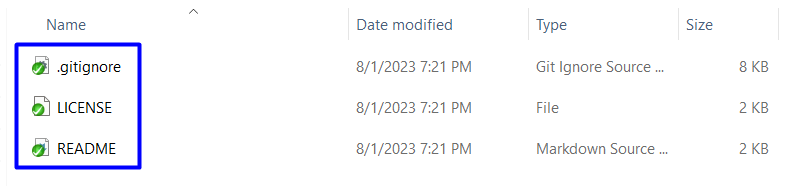 Name Date modified Type Size
.gitignore 8/1/2023 7:21 PM Git Ignore Source ... 8 KB
LICENSE 8/1/2023 7:21 PM File 2 KB
README 8/1/2023 7:21 PM Markdown Source ... 2 KB